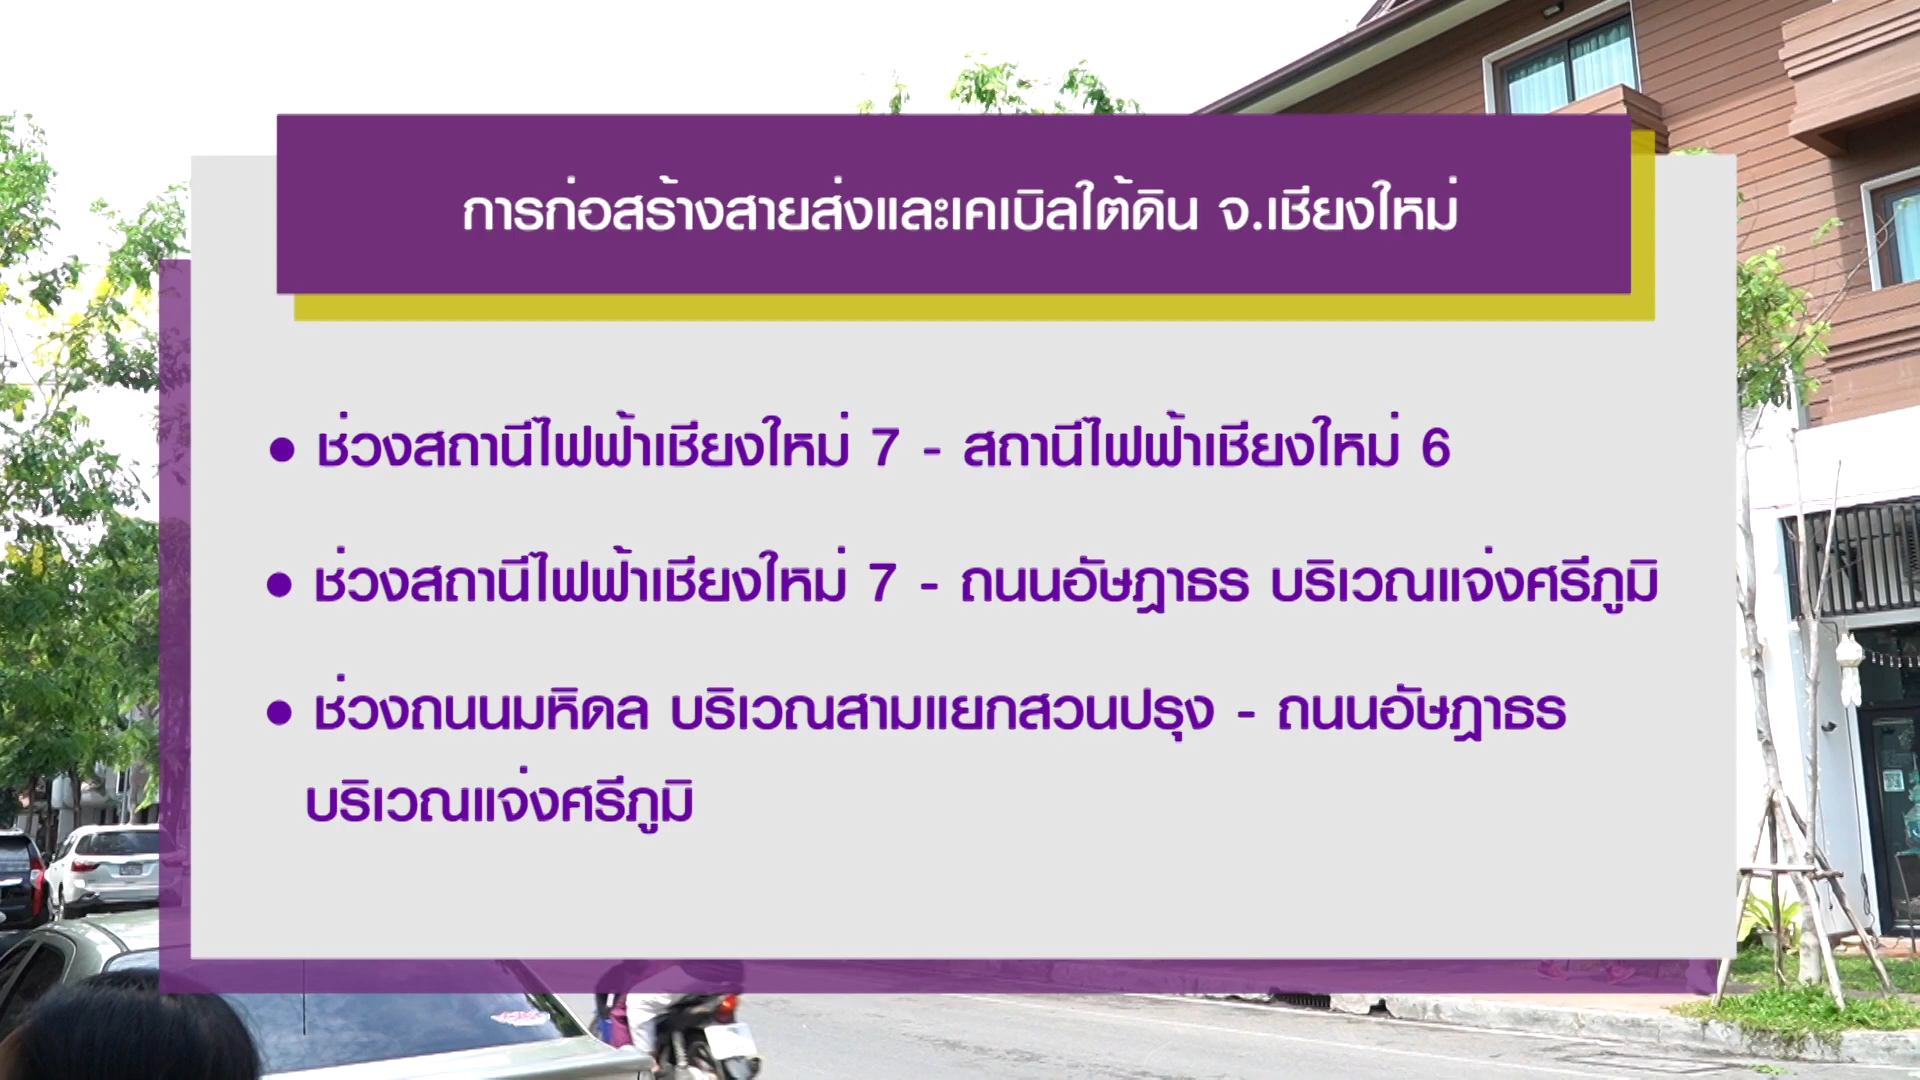 การก่อสร้างสายส่งและเคเบิลใต้ดิน จ.เชียงใหม่
● ช่วงสถานีไฟฟ้าเชียงใหม่ 7 - สถานีไฟฟ้าเชียงใหม่ 6
● ช่วงสถานีไฟฟ้าเชียงใหม่ 7 - ถนนอัษฎาธร บริเวณแจ่งศรีภูมิ
● ช่วงถนนมหิดล บริเวณสามแยกสวนปรุง - ถนนอัษฎาธร
บริเวณแจ่งศรีภูมิ